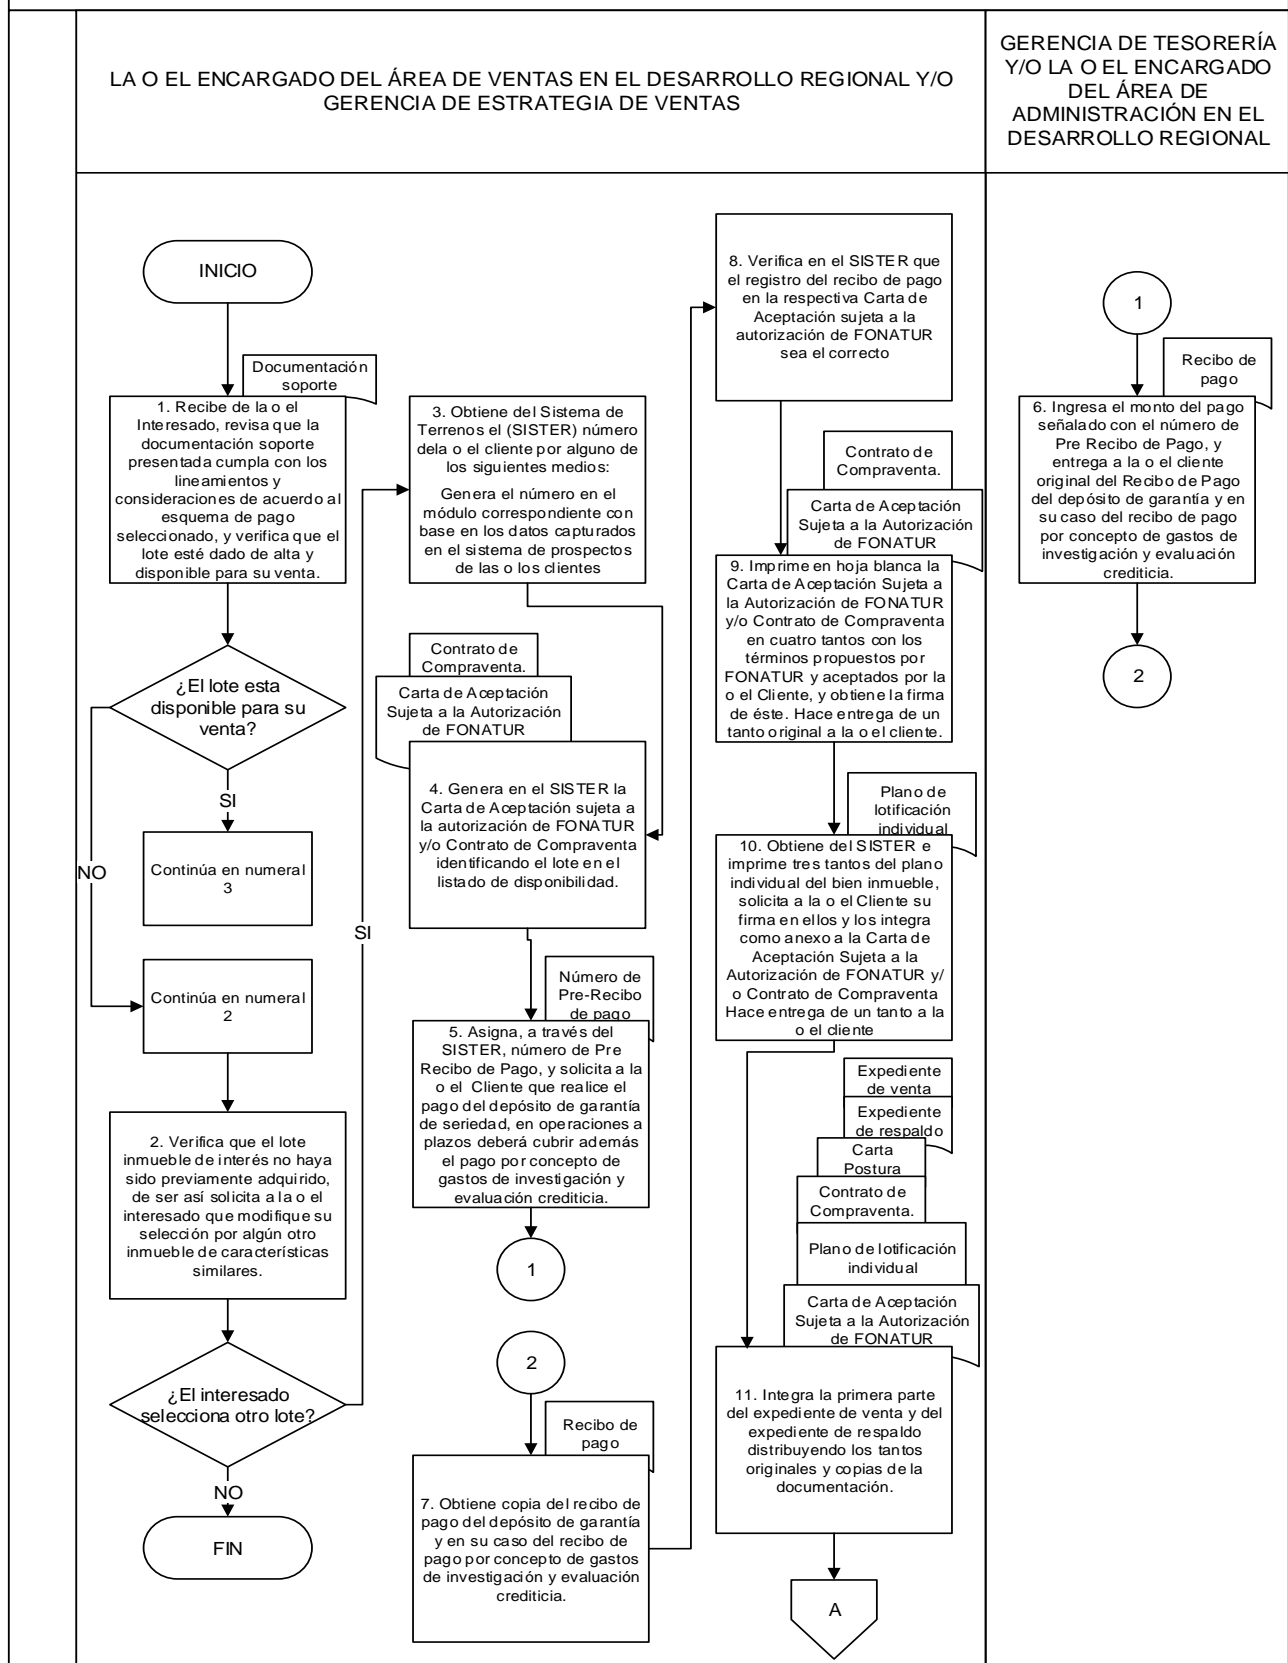 LA O EL ENCARGADO DEL ÁREA DE VENTAS EN EL DESARROLLO REGIONAL Y/O
GERENCIA DE ESTRATEGIA DE VENTAS
GERENCIA DE TESORERÍA
Y/O LA O EL ENCARGADO
DEL ÁREA DE
ADMINISTRACIÓN EN EL
DESARROLLO REGIONAL
INICIO
Documentación
soporte
1. Recibe de la o el
Interesado, revisa que la
documentación soporte
presentada cumpla con los
lineamientos y
consideraciones de acuerdo al
esquema de pago
seleccionado, y verifica que el
lote esté dado de alta y
disponible para su venta.
¿El lote esta
disponible para su
venta?
SI
NO
Continúa en numeral
3
Continúa en numeral
2
2. Verifica que el lote
inmueble de interés no haya
sido previamente adquirido,
de ser así solicita a la o el
interesado que modifique su
selección por algún otro
inmueble de características
similares.
¿El interesado
selecciona otro lote?
SI
NO
FIN
3. Obtiene del Sistema de
Terrenos el (SISTER) número
dela o el cliente por alguno de
los siguientes medios:
Genera el número en el
módulo correspondiente con
base en los datos capturados
en el sistema de prospectos
de las o los clientes
Contrato de
Compraventa.
Carta de Aceptación
Sujeta a la Autorización
de FONATUR
4. Genera en el SISTER la
Carta de Aceptación sujeta a
la autorización de FONATUR
y/o Contrato de Compraventa
identificando el lote en el
listado de disponibilidad.
Número de
Pre-Recibo
de pago
5. Asigna, a través del
SISTER, número de Pre
Recibo de Pago, y solicita a la
o el Cliente que realice el
pago del depósito de garantía
de seriedad, en operaciones a
plazos deberá cubrir además
el pago por concepto de
gastos de investigación y
evaluación crediticia.
1
2
Recibo de
pago
7. Obtiene copia del recibo de
pago del depósito de garantía
y en su caso del recibo de
pago por concepto de gastos
de investigación y evaluación
crediticia.
8. Verifica en el SISTER que
el registro del recibo de pago
en la respectiva Carta de
Aceptación sujeta a la
autorización de FONATUR
sea el correcto
Contrato de
Compraventa.
Carta de Aceptación
Sujeta a la Autorización
de FONATUR
9. Imprime en hoja blanca la
Carta de Aceptación Sujeta a
la Autorización de FONATUR
y/o Contrato de Compraventa
en cuatro tantos con los
términos propuestos por
FONATUR y aceptados por la
o el Cliente, y obtiene la firma
de éste. Hace entrega de un
tanto original a la o el cliente.
Plano de
lotificación
individual
10. Obtiene del SISTER e
imprime tres tantos del plano
individual del bien inmueble,
solicita a la o el Cliente su
firma en ellos y los integra
como anexo a la Carta de
Aceptación Sujeta a la
Autorización de FONATUR y/
o Contrato de Compraventa
Hace entrega de un tanto a la
o el cliente
Expediente
de venta
Expediente
de respaldo
Carta
Postura
Contrato de
Compraventa.
Plano de lotificación
individual
Carta de Aceptación
Sujeta a la Autorización
de FONATUR
11. Integra la primera parte
del expediente de venta y del
expediente de respaldo
distribuyendo los tantos
originales y copias de la
documentación.
A
1
Recibo de
pago
6. Ingresa el monto del pago
señalado con el número de
Pre Recibo de Pago, y
entrega a la o el cliente
original del Recibo de Pago
del depósito de garantía y en
su caso del recibo de pago
por concepto de gastos de
investigación y evaluación
crediticia.
2